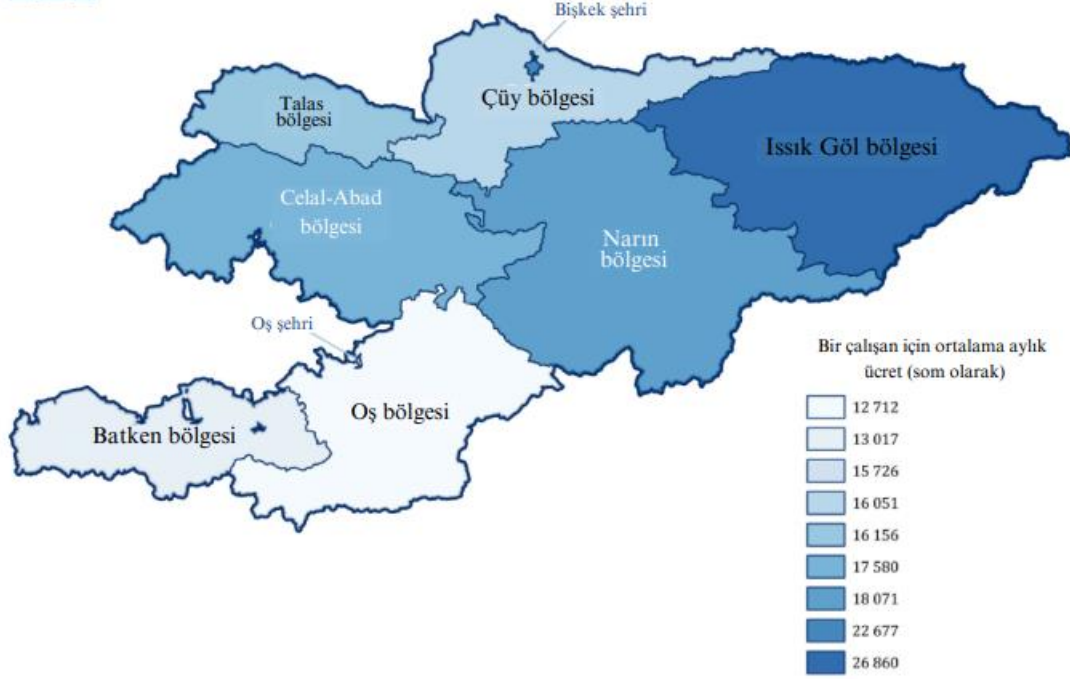 Bişkek şehri
Talas
bölgesi
Çüy bölgesi
Issık Göl bölgesi
Celal-Abad
bölgesi
Narın
bölgesi
Oş şehri
Oş bölgesi
Batken bölgesi
Bir çalışan için ortalama aylık
ücret (som olarak)
12 712
13 017
15 726
16 051
16 156
17 580
18 071
22 677
26 860